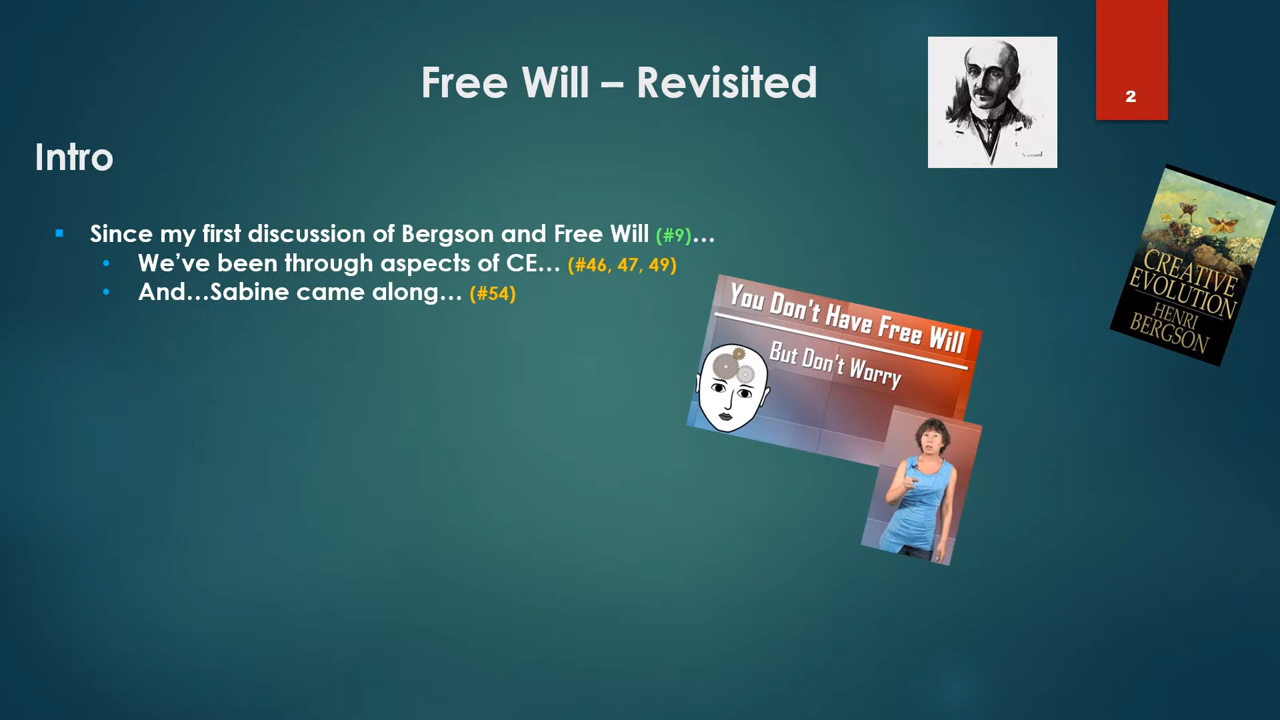 Free Will – Revisited
2
Intro
Since my first discussion of Bergson and Free Will (#9)…
We've been through aspects of CE… (#46, 47, 49)
And…Sabine came along… (#54)
You Don't Have Free Will
But Don't Worry
CREATIVE
EVOLUTION
HENRI
BERGSON